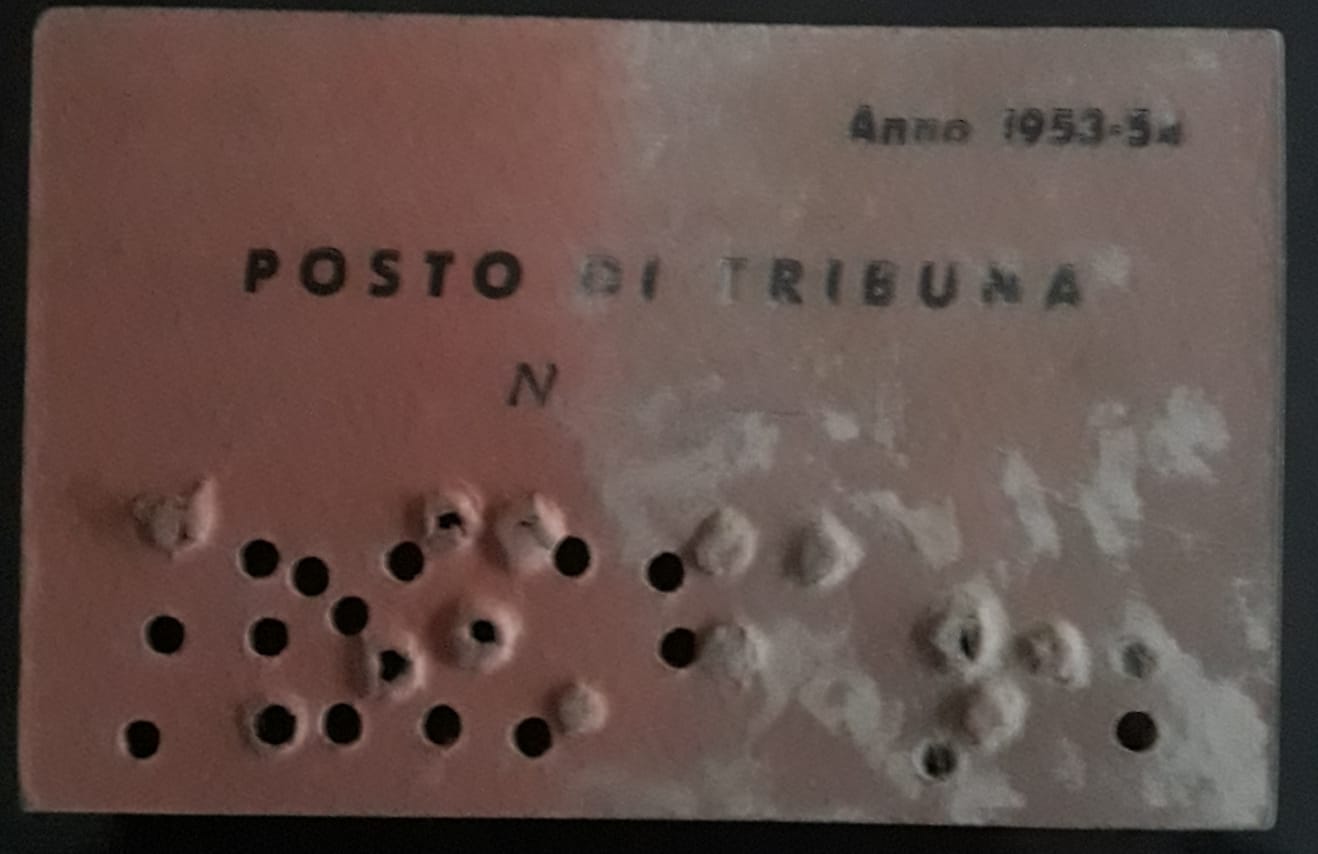 Anno 1953-54
POSTO DI TRIBUNA
N